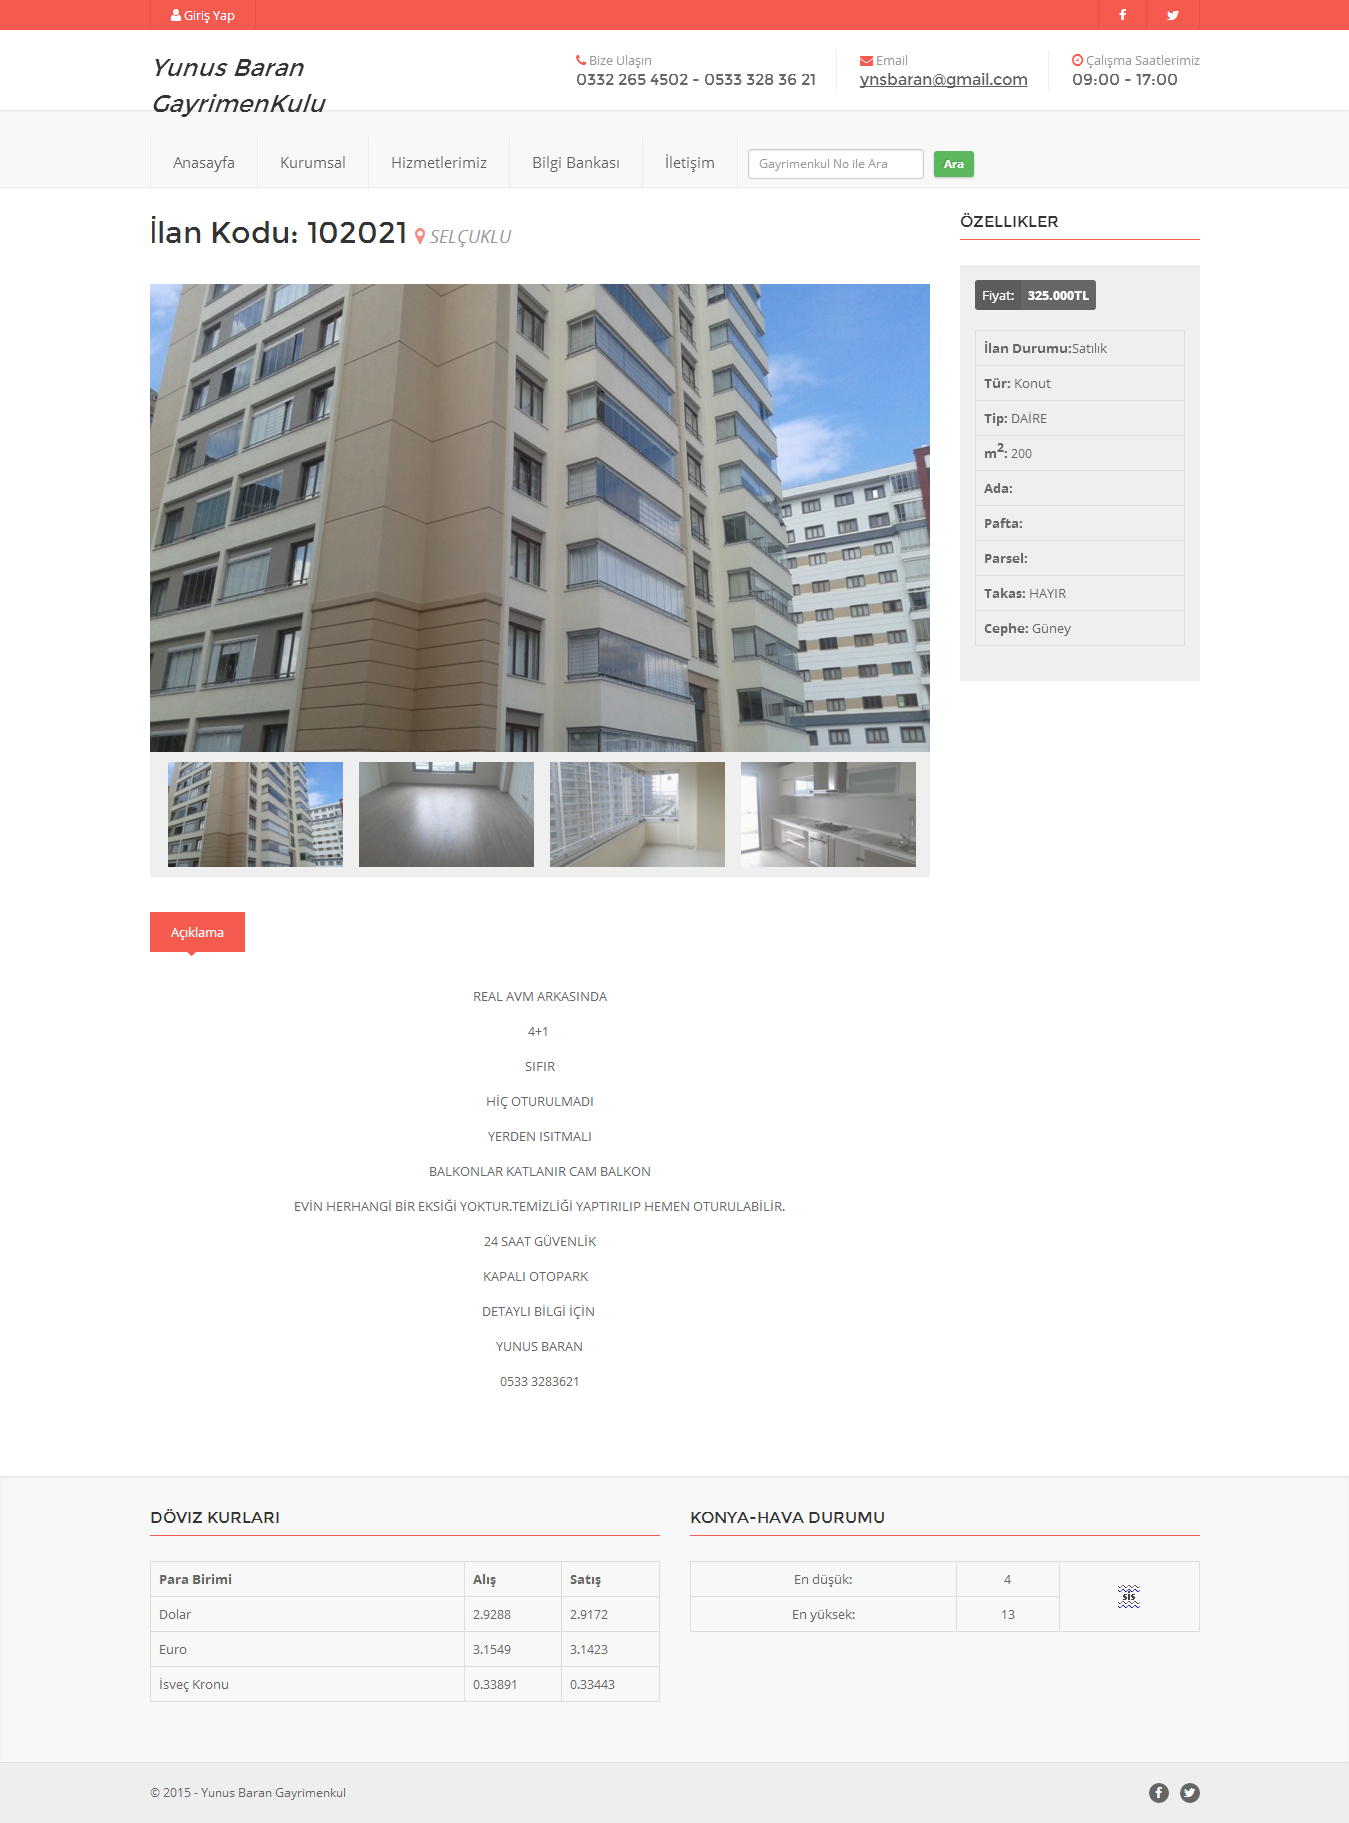 Giriş Yap
Yunus Baran
GayrimenKulu
Bize Ulaşın
0332 265 4502 - 0533 328 36 21
Email
ynsbaran@gmail.com
Çalışma Saatlerimiz
09:00 - 17:00
Anasayfa
Kurumsal
Hizmetlerimiz
Bilgi Bankası
İletişim
Gayrimenkul No ile Ara
Ara
İlan Kodu: 102021 SELÇUKLU
ÖZELLIKLER
Fiyat: 325.000TL
İlan Durumu:Satılık
Tür: Konut
Tip: DAİRE
m²: 200
Ada:
Pafta:
Parsel:
Takas: HAYIR
Cephe: Güney
Açıklama
REAL AVM ARKASINDA
4+1
SIFIR
HİÇ OTURULMADI
YERDEN ISITMALI
BALKONLAR KATLANIR CAM BALKON
EVİN HERHANGİ BİR EKSİĞİ YOKTUR.TEMİZLİĞİ YAPTIRILIP HEMEN OTURULABİLİR.
24 SAAT GÜVENLİK
KAPALI OTOPARK
DETAYLI BİLGİ İÇİN
YUNUS BARAN
0533 3283621
DÖVIZ KURLARI
Para Birimi Alış Satış
Dolar 2.9288 2.9172
Euro 3.1549 3.1423
İsveç Kronu 0.33891 0.33443
KONYA-HAVA DURUMU
En düşük: 4
SİS
En yüksek: 13
© 2015 - Yunus Baran Gayrimenkul